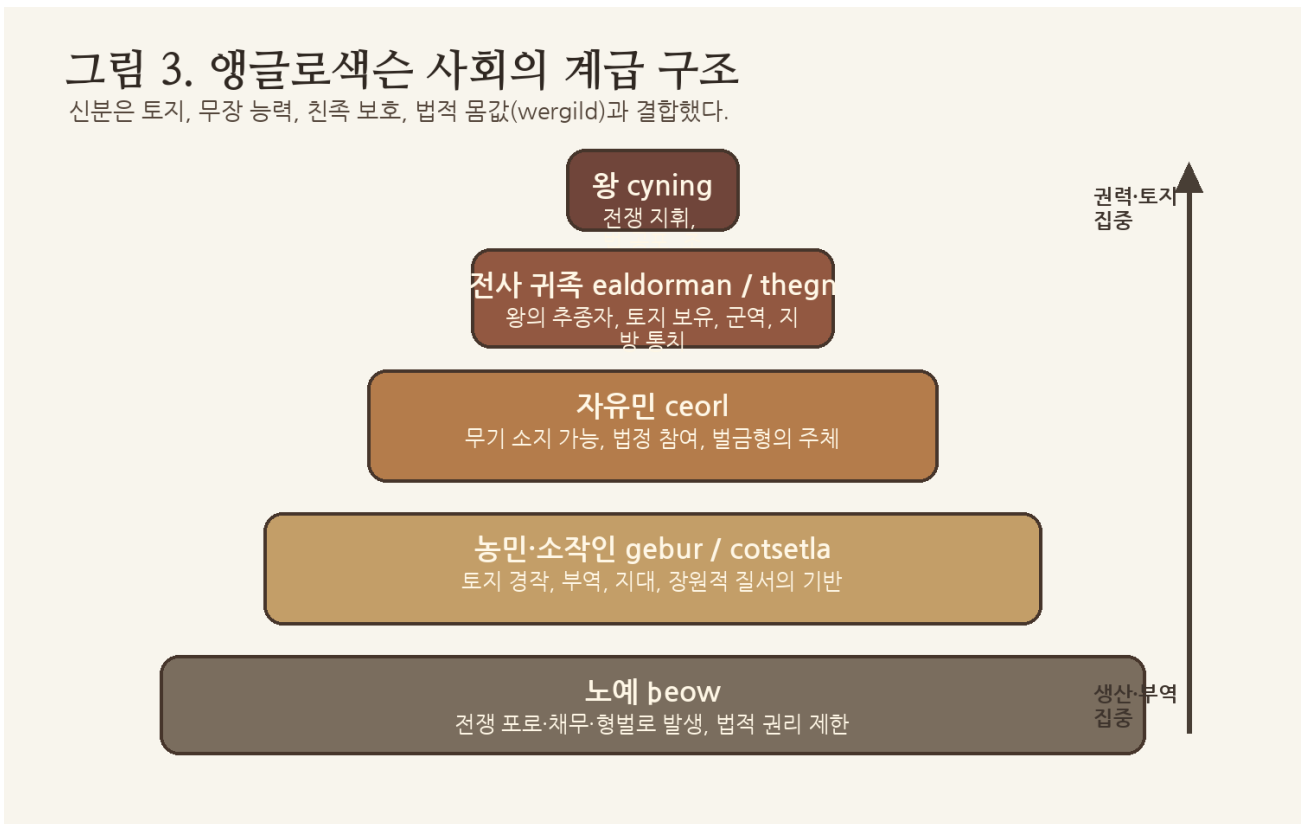 그림 3. 앵글로색슨 사회의 계급 구조
신분은 토지, 무장 능력, 친족 보호, 법적 몸값(wergild)과 결합했다.
왕 cyning
전쟁 지휘,
권력·토지
집중
전사 귀족 ealdorman / thegn
왕의 추종자, 토지 보유, 군역, 지
방 통치
자유민 ceorl
무기 소지 가능, 법정 참여, 벌금형의 주체
농민·소작인 gebur / cotsetla
토지 경작, 부역, 지대, 장원적 질서의 기반
노예 þeow
전쟁 포로·채무·형벌로 발생, 법적 권리 제한
생산·부역
집중